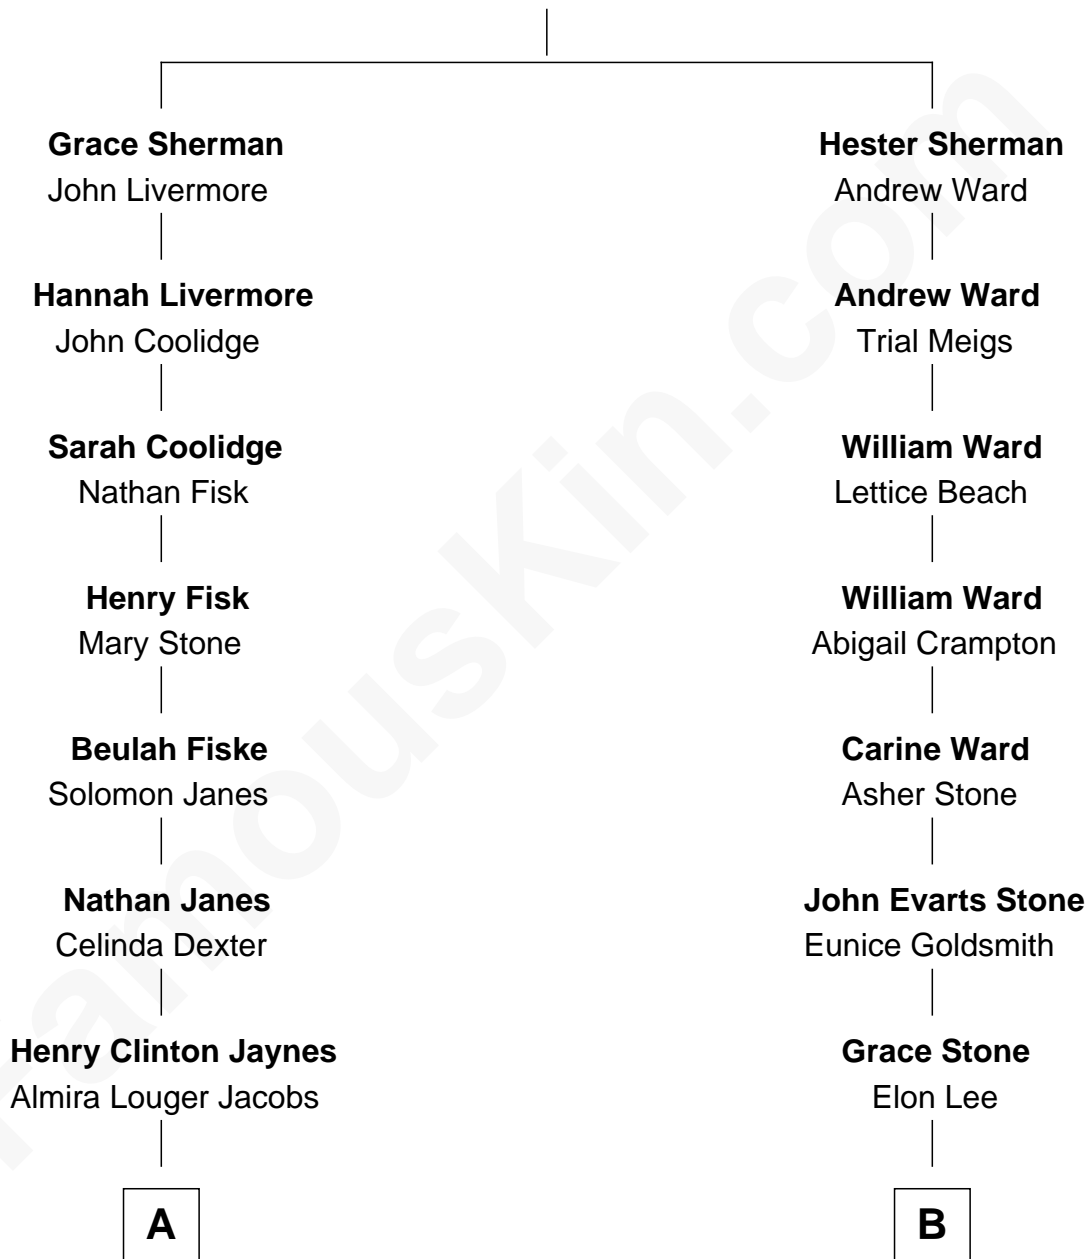 Grace Sherman
John Livermore
Hannah Livermore
John Coolidge
Sarah Coolidge
Nathan Fisk
Henry Fisk
Mary Stone
Beulah Fiske
Solomon Janes
Nathan Janes
Celinda Dexter
Henry Clinton Jaynes
Almira Louger Jacobs
A
Hester Sherman
Andrew Ward
Andrew Ward
Trial Meigs
William Ward
Lettice Beach
William Ward
Abigail Crampton
Carine Ward
Asher Stone
John Evarts Stone
Eunice Goldsmith
Grace Stone
Elon Lee
B
FamousKin.com